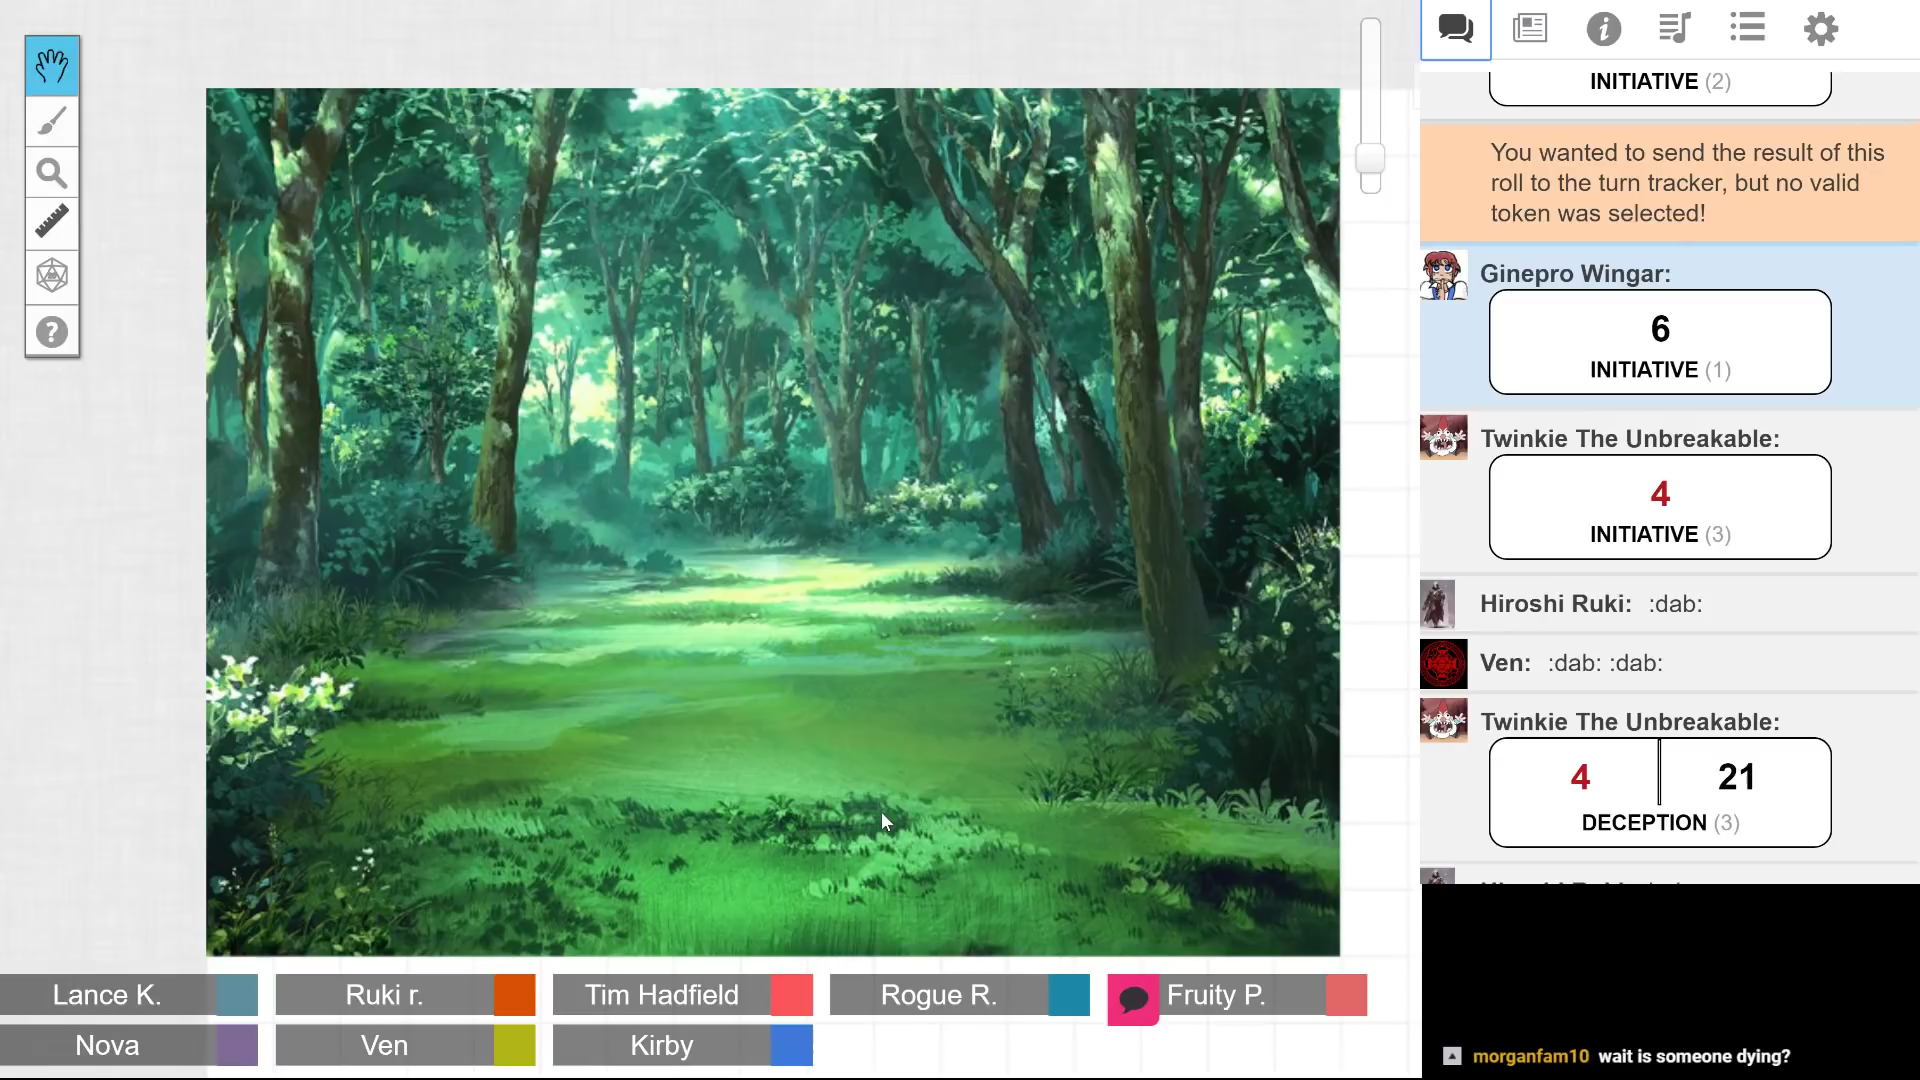 INITIATIVE (2)
You wanted to send the result of this
roll to the turn tracker, but no valid
token was selected!
Ginepro Wingar:
6
INITIATIVE (1)
Twinkie The Unbreakable:
4
INITIATIVE (3)
Hiroshi Ruki: :dab:
Ven: :dab: :dab:
Twinkie The Unbreakable:
4 21
DECEPTION (3)
Lance K. Ruki r. Tim Hadfield Rogue R. Fruity P.
Nova Ven Kirby
morganfam10 wait is someone dying?